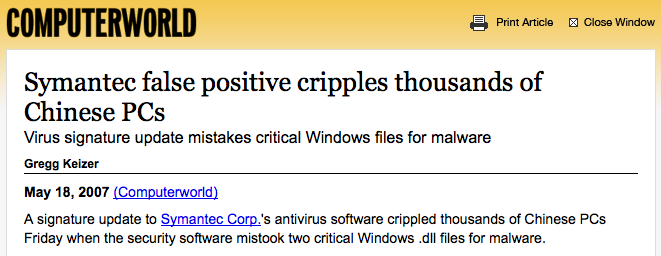 COMPUTERWORLD
Print Article
Close Window
Symantec false positive cripples thousands of
Chinese PCs
Virus signature update mistakes critical Windows files for malware
Gregg Keizer
May 18, 2007 (Computerworld)
A signature update to Symantec Corp.'s antivirus software crippled thousands of Chinese PCs
Friday when the security software mistook two critical Windows .dll files for malware.